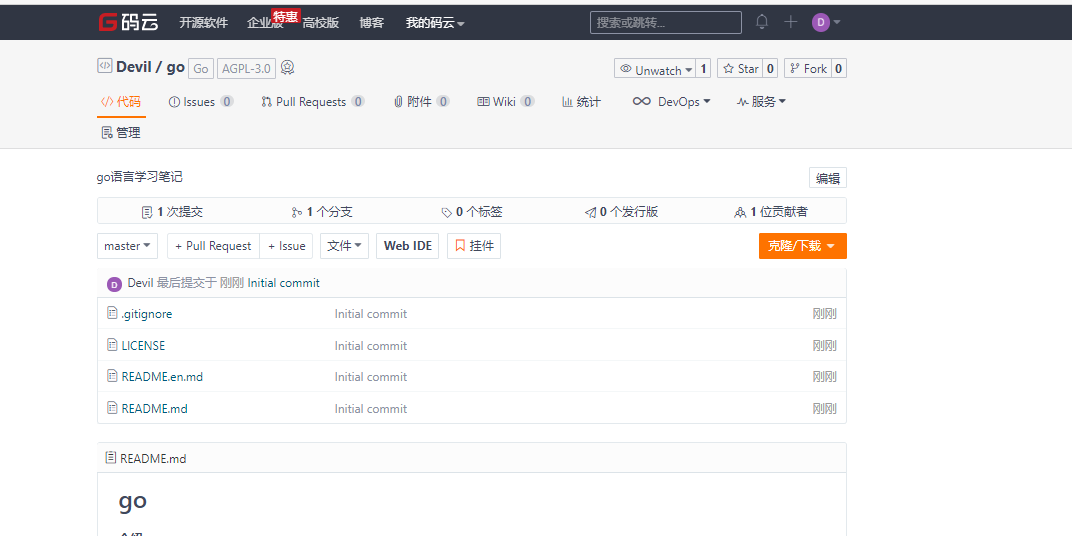 G码云 开源软件 企业版 特惠 高校版 博客 我的码云 搜索或跳转... D
Devil / go Go AGPL-3.0 Unwatch 1 Star 0 Fork 0
代码 Issues 0 Pull Requests 0 附件 0 Wiki 0 统计 DevOps 服务
管理
go语言学习笔记 编辑
1 次提交 1 个分支 0 个标签 0 个发行版 1 位贡献者
master + Pull Request + Issue 文件 Web IDE 挂件 克隆/下载
D Devil 最后提交于 刚刚 Initial commit
.gitignore Initial commit 刚刚
LICENSE Initial commit 刚刚
README.en.md Initial commit 刚刚
README.md Initial commit 刚刚
README.md
go